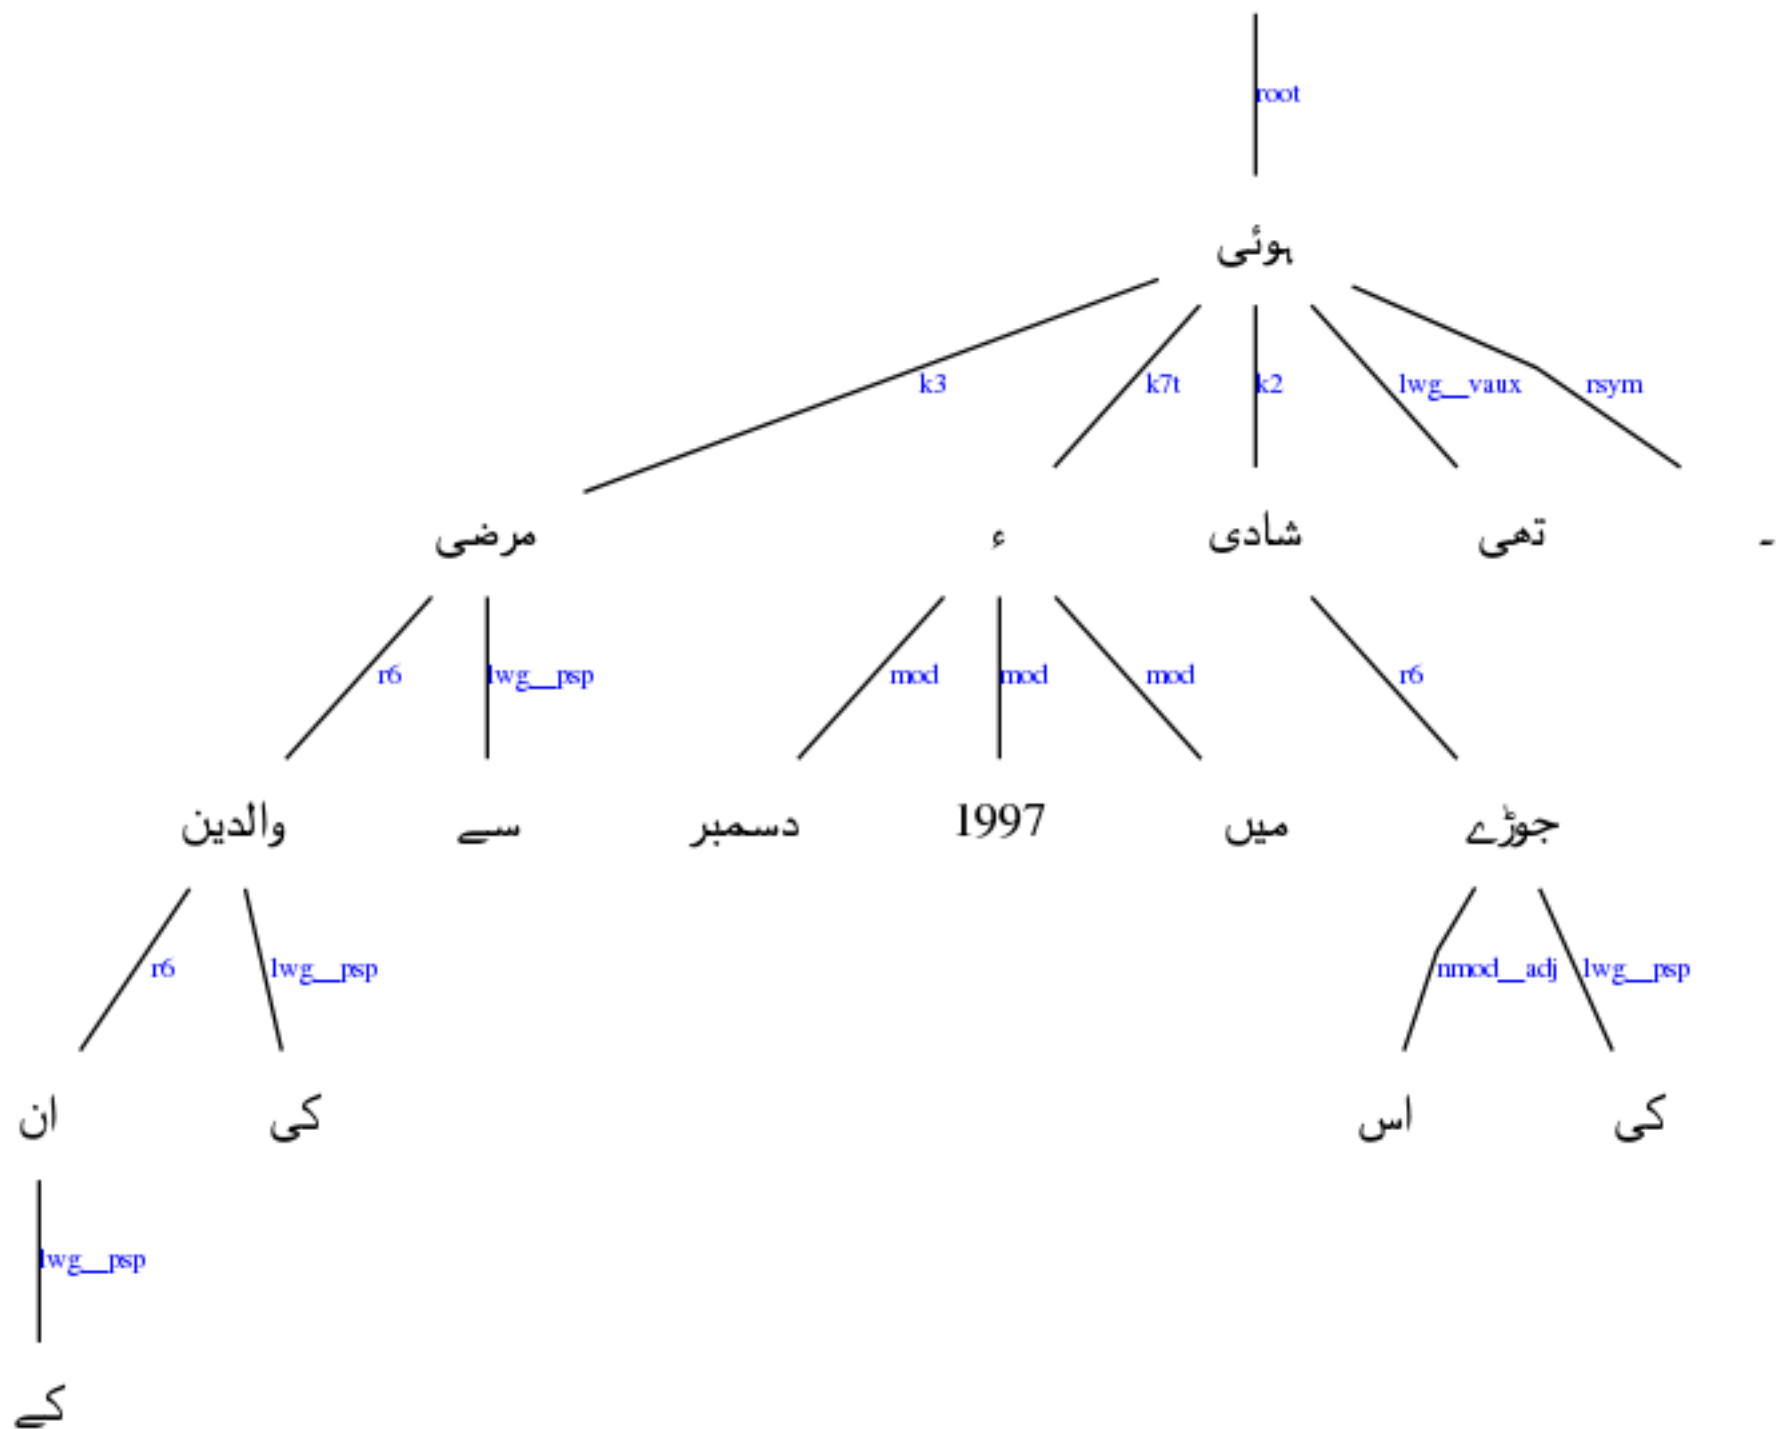 root
ہوئی
k3 k7t k2 lwg__vaux rsym
مرضی ء شادی تھی ۔
r6 lwg__psp mod mod mod r6
والدین سے دسمبر 1997 میں جوڑے
r6 lwg__psp nmod__adj lwg__psp
ان کی اس کی
lwg__psp
کے